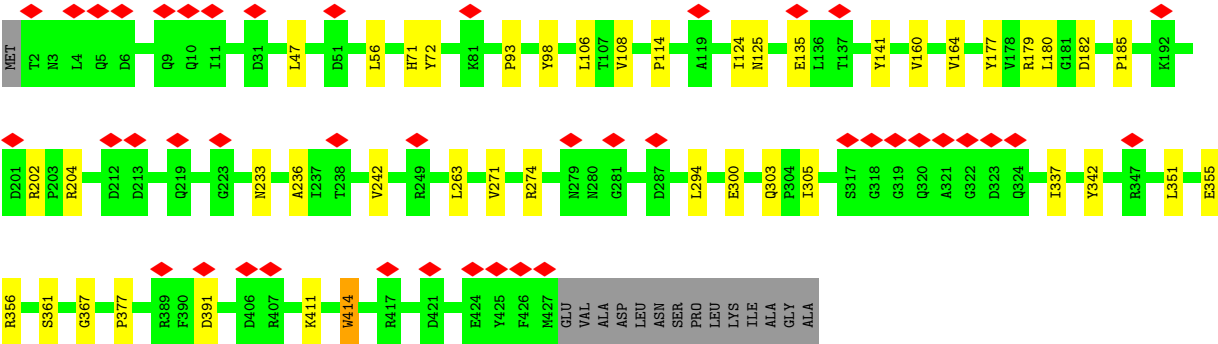 MET T2 N3 L4 Q5 D6 Q9 Q10 I11 D31 L47 D51 L56 H71 Y72 K81 P93 Y98 L106 T107 V108 P114 A119 I124 N125 E135 L136 T137 Y141 V160 V164 Y177 V178 R179 L180 G181 D182 P185 K192
D201 R202 P203 R204 D212 D213 Q219 G223 N233 A236 I237 T238 V242 R249 L263 V271 R274 N279 N280 G281 D287 L294 E300 Q303 P304 I305 S317 G318 G319 Q320 A321 G322 D323 Q324 I337 Y342 R347 L351 E355
R356 S361 G367 P377 R389 F390 D391 D406 R407 K411 W414 R417 D421 E424 Y425 F426 M427 GLU VAL ALA ASP LEU ASN SER PRO LEU LYS ILE ALA GLY ALA